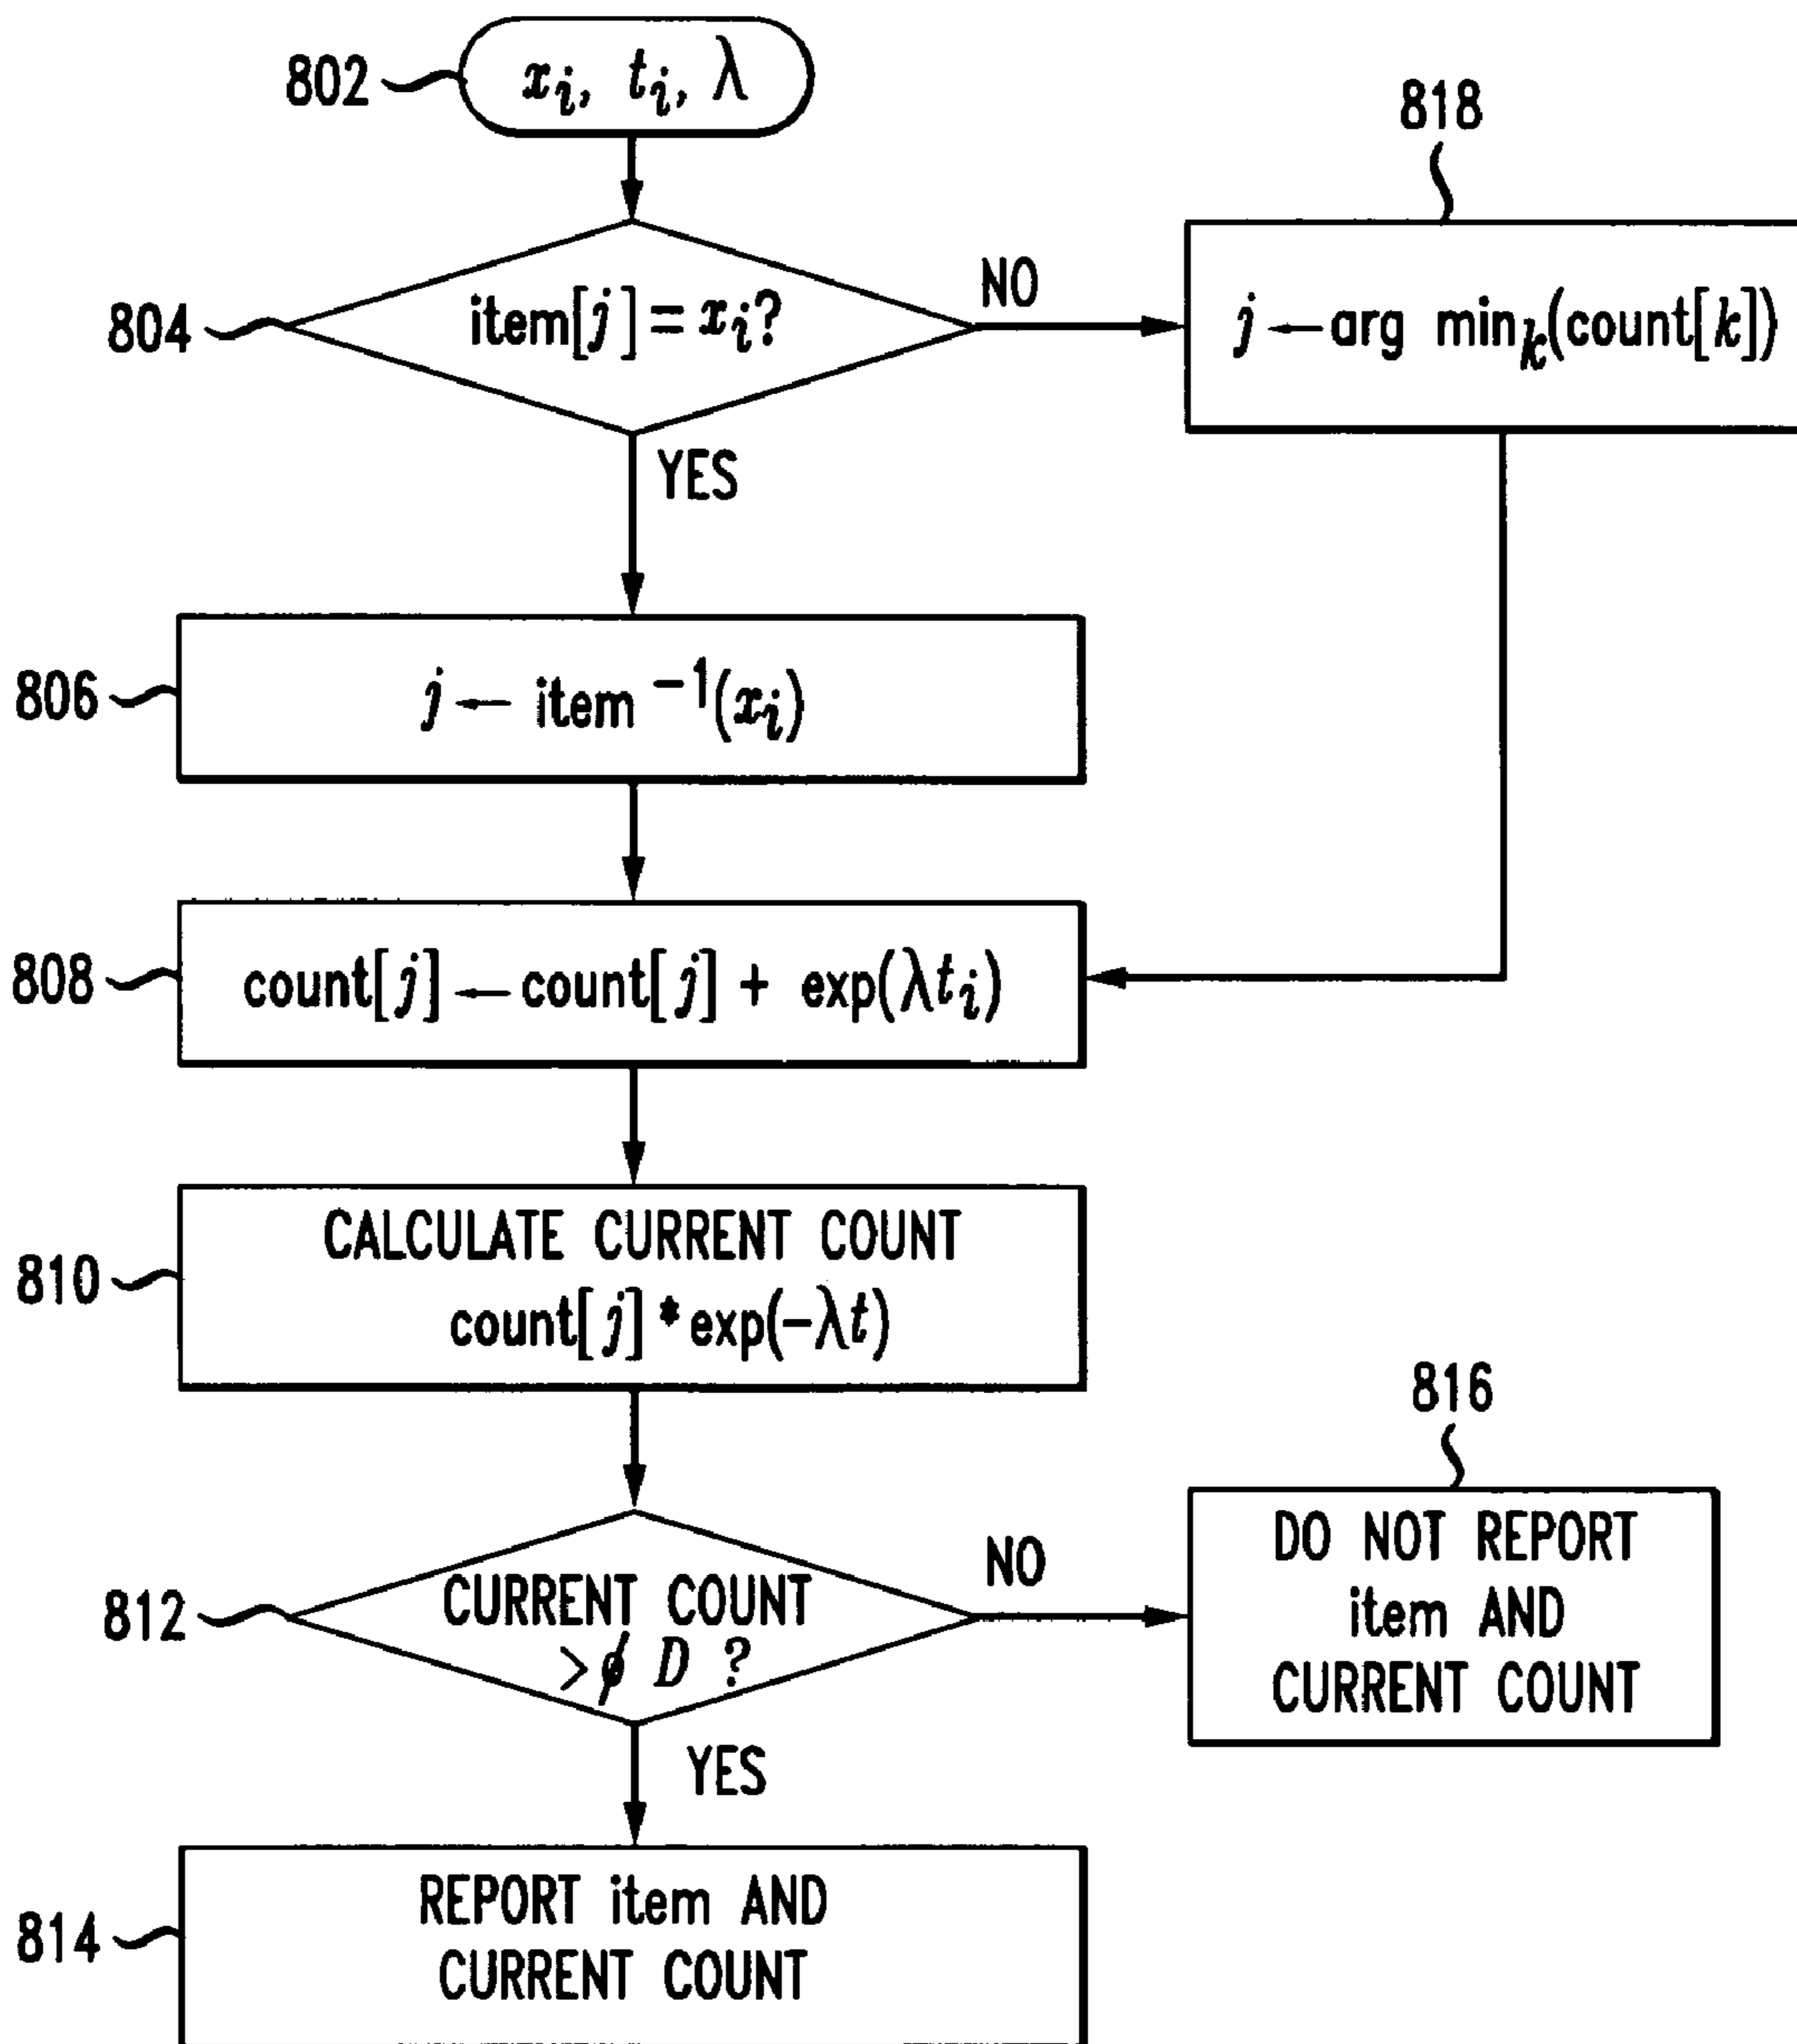 802
x_i, t_i, λ
818
804
item[j] = x_i?
NO
j ← arg min_k(count[k])
YES
806
j ← item ⁻¹(x_i)
808
count[j] ← count[j] + exp(λt_i)
810
CALCULATE CURRENT COUNT
count[j] * exp(−λt)
816
812
CURRENT COUNT
> ϕ D ?
NO
DO NOT REPORT
item AND
CURRENT COUNT
YES
814
REPORT item AND
CURRENT COUNT